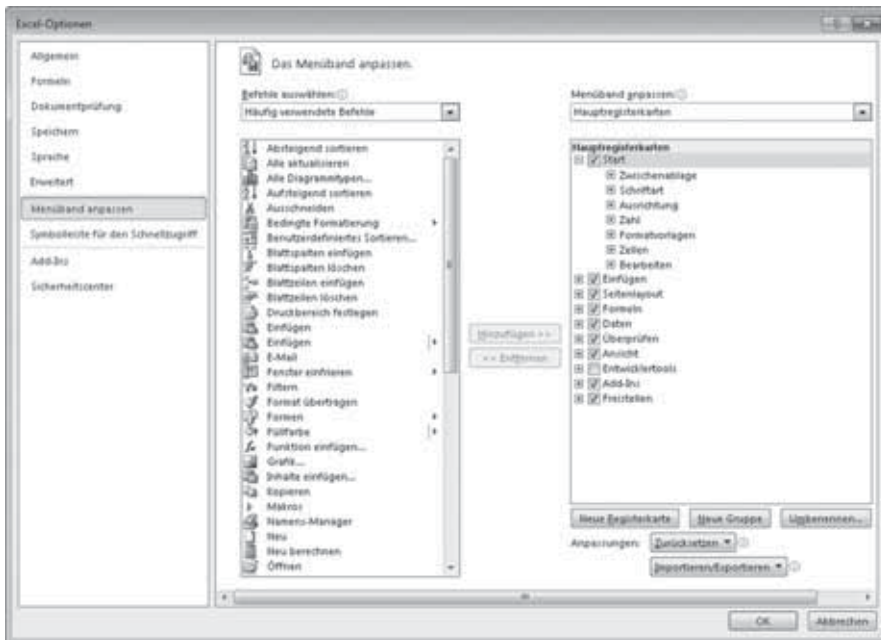 Excel-Optionen
Allgemein
Formeln
Dokumentprüfung
Speichern
Sprache
Erweitert
Menüband anpassen
Symbolleiste für den Schnellzugriff
Add-Ins
Sicherheitscenter
Das Menüband anpassen.
Befehle auswählen:
Häufig verwendete Befehle
Absteigend sortieren
Alle aktualisieren
Alle Diagrammtypen...
Aufsteigend sortieren
Ausschneiden
Bedingte Formatierung
Benutzerdefiniertes Sortieren...
Blattspalten einfügen
Blattspalten löschen
Blattzeilen einfügen
Blattzeilen löschen
Druckbereich festlegen
Einfügen
Einfügen
E-Mail
Fenster einfrieren
Filtern
Format übertragen
Formen
Füllfarbe
Funktion einfügen...
Grafik...
Inhalte einfügen...
Kopieren
Makros
Namens-Manager
Neu
Neu berechnen
Öffnen
Hinzufügen >>
<< Entfernen
Menüband anpassen:
Hauptregisterkarten
Hauptregisterkarten
Start
Zwischenablage
Schriftart
Ausrichtung
Zahl
Formatvorlagen
Zellen
Bearbeiten
Einfügen
Seitenlayout
Formeln
Daten
Überprüfen
Ansicht
Entwicklertools
Add-Ins
Freistellen
Neue Registerkarte
Neue Gruppe
Umbenennen...
Anpassungen:
Zurücksetzen
Importieren/Exportieren
OK
Abbrechen